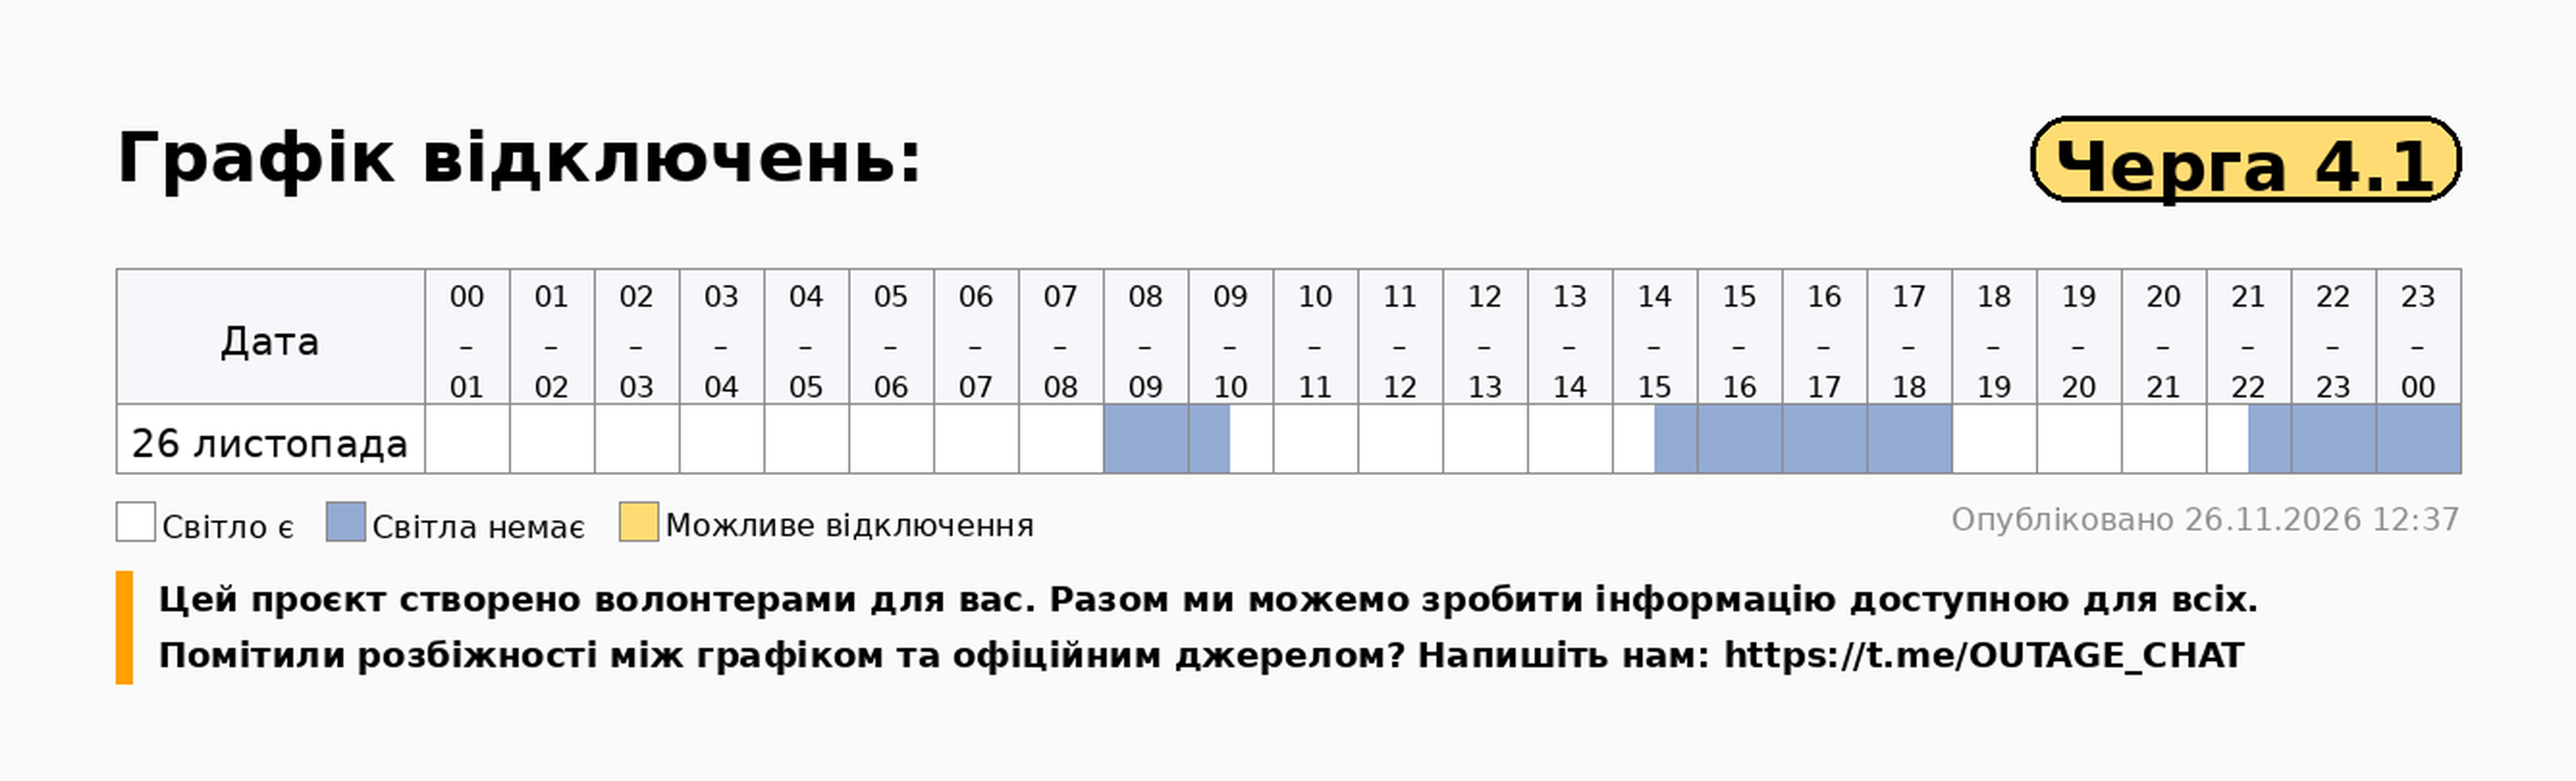 Графік відключень:
Черга 4.1
Дата
00 – 01
01 – 02
02 – 03
03 – 04
04 – 05
05 – 06
06 – 07
07 – 08
08 – 09
09 – 10
10 – 11
11 – 12
12 – 13
13 – 14
14 – 15
15 – 16
16 – 17
17 – 18
18 – 19
19 – 20
20 – 21
21 – 22
22 – 23
23 – 00
26 листопада
Світло є
Світла немає
Можливе відключення
Опубліковано 26.11.2026 12:37
Цей проєкт створено волонтерами для вас. Разом ми можемо зробити інформацію доступною для всіх.
Помітили розбіжності між графіком та офіційним джерелом? Напишіть нам: https://t.me/OUTAGE_CHAT